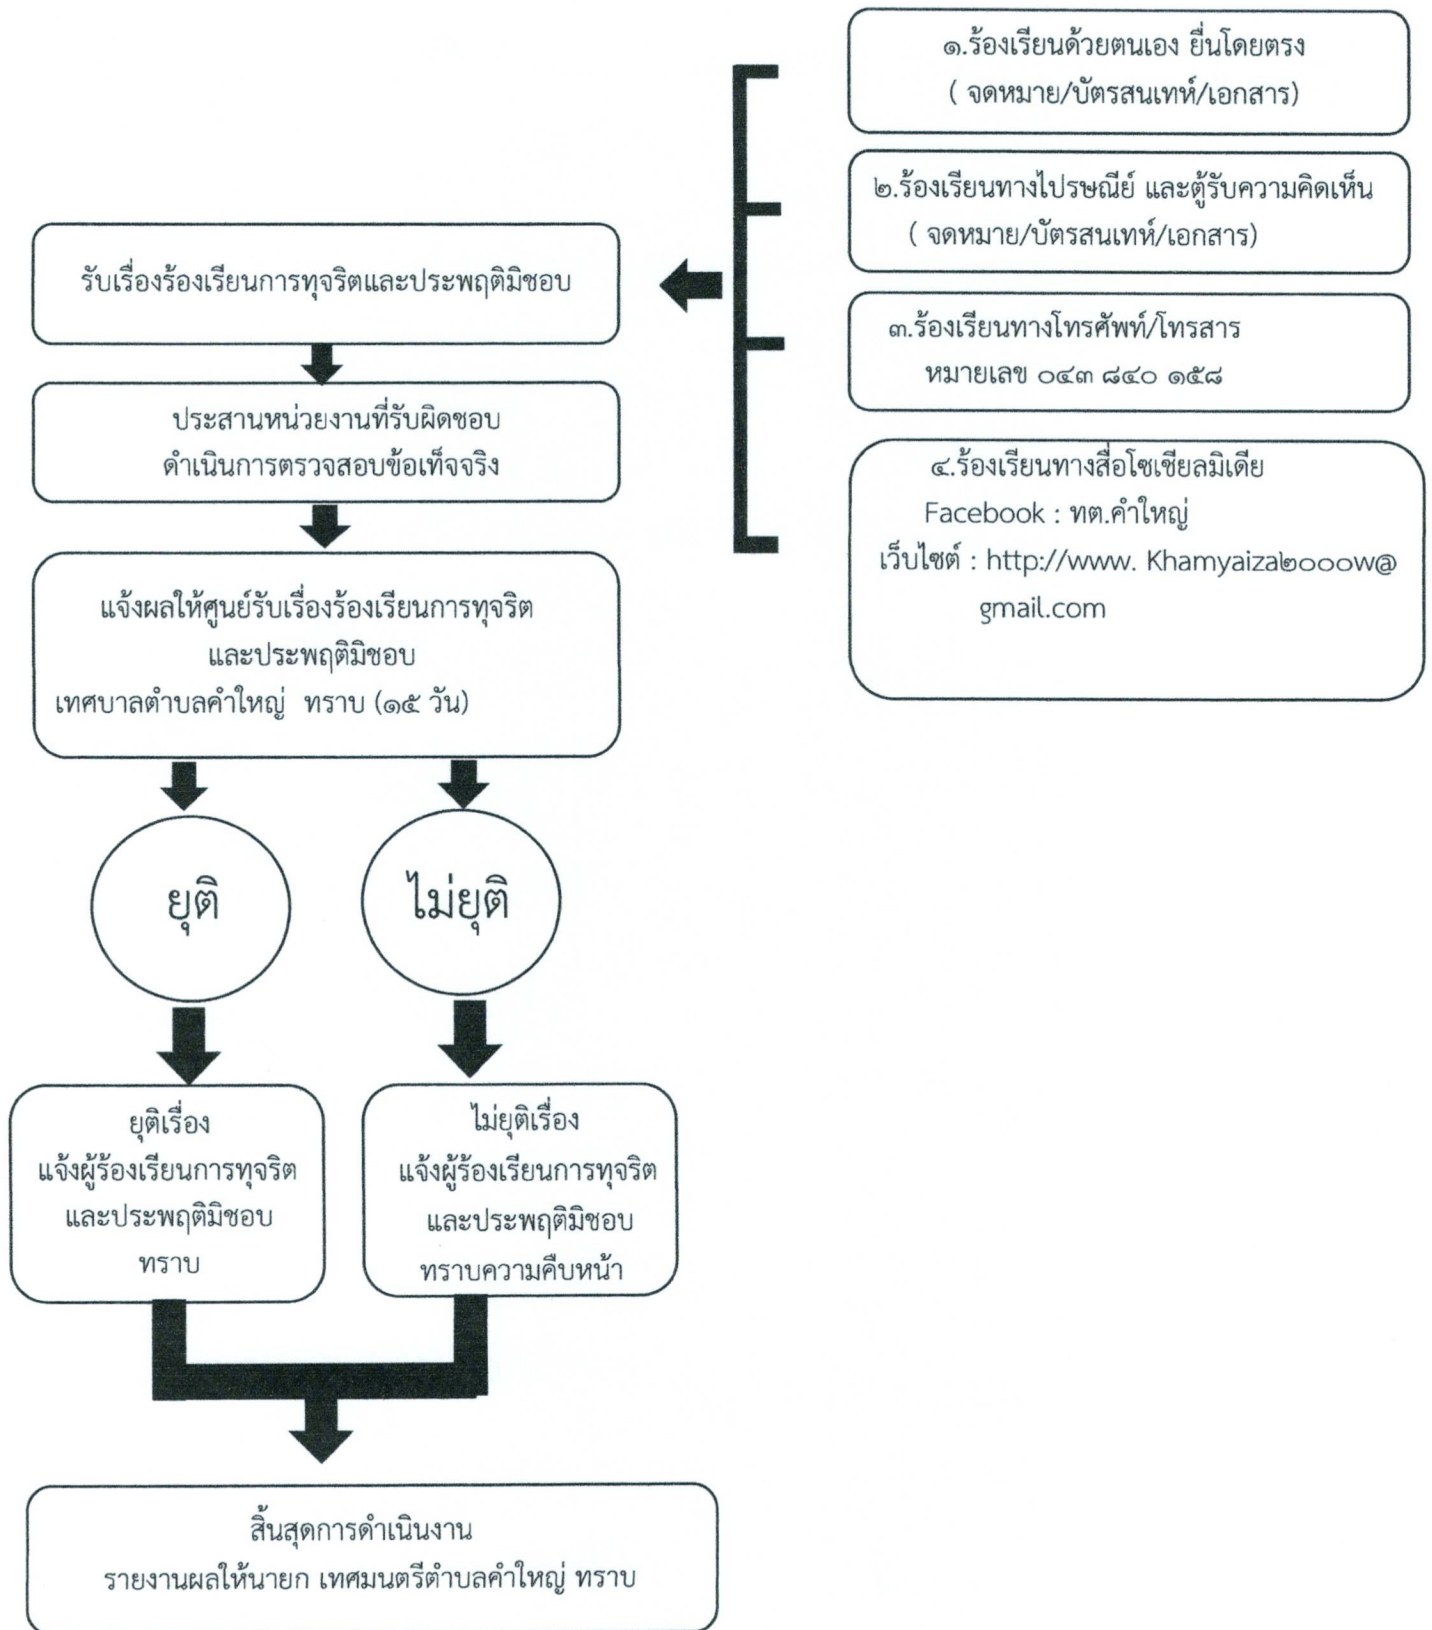 ๑.ร้องเรียนด้วยตนเอง ยื่นโดยตรง
( จดหมาย/บัตรสนเทห์/เอกสาร)
๒.ร้องเรียนทางไปรษณีย์ และตู้รับความคิดเห็น
( จดหมาย/บัตรสนเทห์/เอกสาร)
๓.ร้องเรียนทางโทรศัพท์/โทรสาร
หมายเลข ๐๔๓ ๘๔๐ ๑๕๘
๔.ร้องเรียนทางสื่อโซเชียลมิเดีย
Facebook : ทต.คำใหญ่
เว็บไซต์ : http://www. Khamyaiza๒๐๐๐w@
gmail.com
รับเรื่องร้องเรียนการทุจริตและประพฤติมิชอบ
ประสานหน่วยงานที่รับผิดชอบ
ดำเนินการตรวจสอบข้อเท็จจริง
แจ้งผลให้ศูนย์รับเรื่องร้องเรียนการทุจริต
และประพฤติมิชอบ
เทศบาลตำบลคำใหญ่ ทราบ (๑๕ วัน)
ยุติ
ไม่ยุติ
ยุติเรื่อง
แจ้งผู้ร้องเรียนการทุจริต
และประพฤติมิชอบ
ทราบ
ไม่ยุติเรื่อง
แจ้งผู้ร้องเรียนการทุจริต
และประพฤติมิชอบ
ทราบความคืบหน้า
สิ้นสุดการดำเนินงาน
รายงานผลให้นายก เทศมนตรีตำบลคำใหญ่ ทราบ